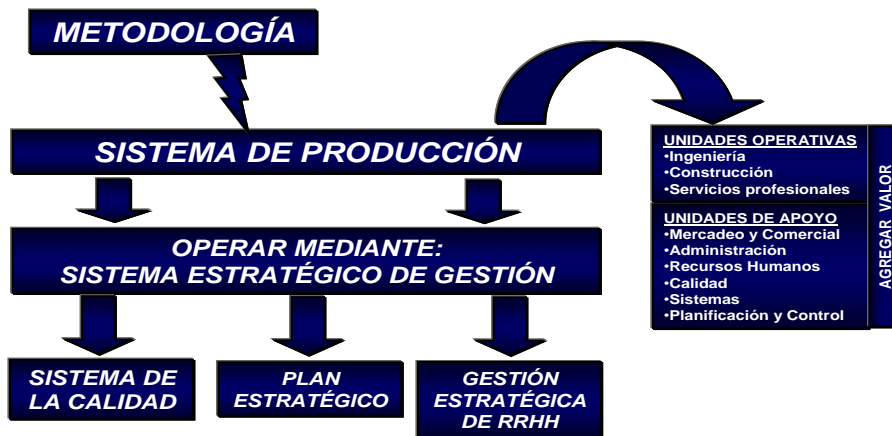 METODOLOGÍA
SISTEMA DE PRODUCCIÓN
OPERAR MEDIANTE:
SISTEMA ESTRATÉGICO DE GESTIÓN
SISTEMA DE
LA CALIDAD
PLAN
ESTRATÉGICO
GESTIÓN
ESTRATÉGICA
DE RRHH
UNIDADES OPERATIVAS
•Ingeniería
•Construcción
•Servicios profesionales
UNIDADES DE APOYO
•Mercadeo y Comercial
•Administración
•Recursos Humanos
•Calidad
•Sistemas
•Planificación y Control
AGREGAR VALOR